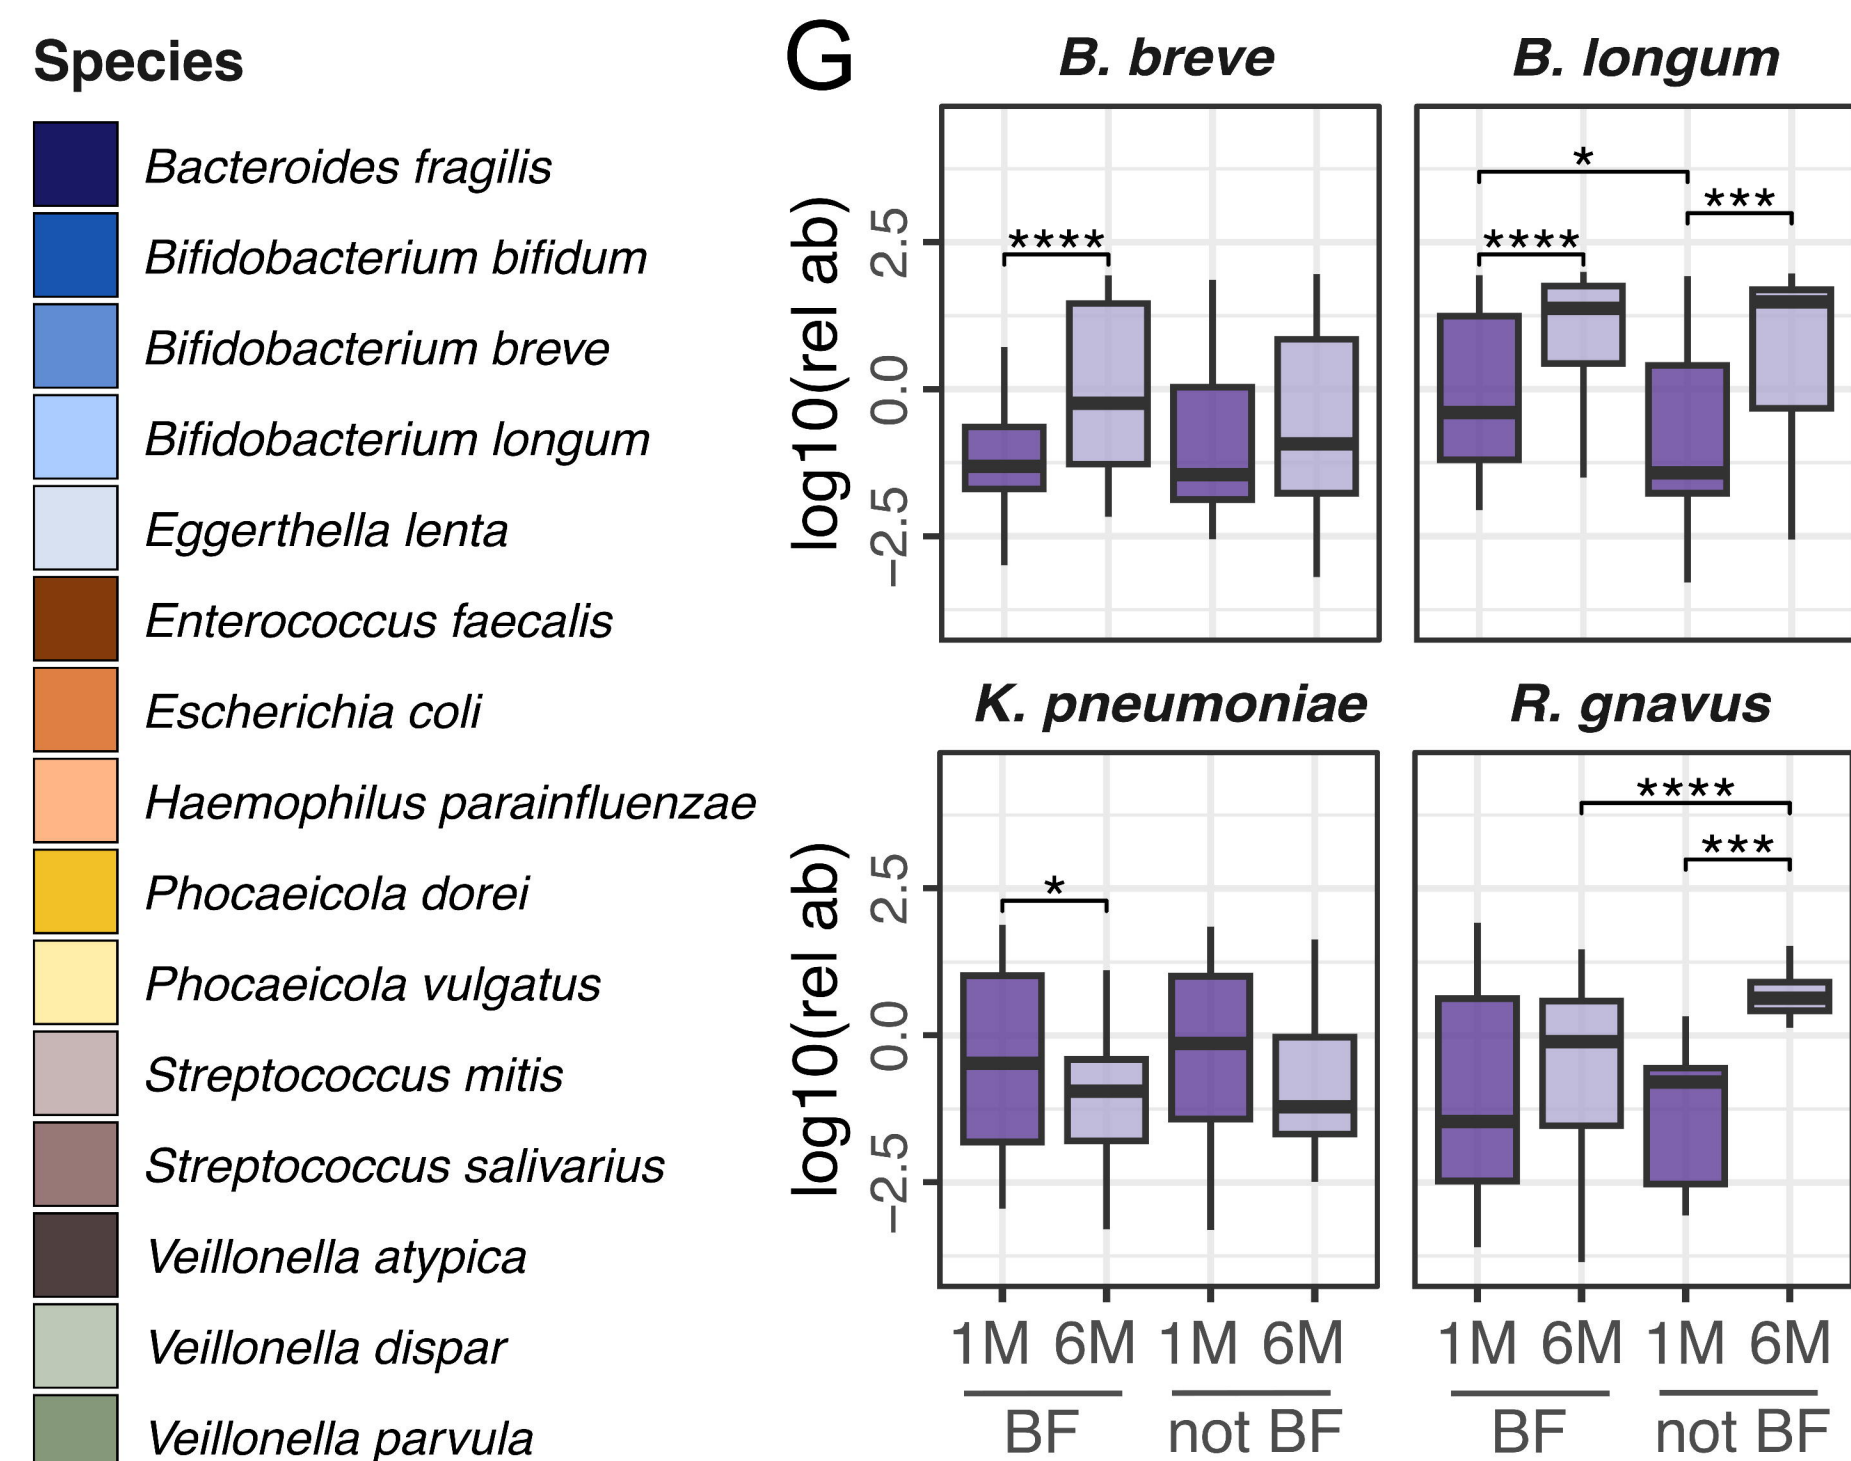 Species
Bacteroides fragilis
Bifidobacterium bifidum
Bifidobacterium breve
Bifidobacterium longum
Eggerthella lenta
Enterococcus faecalis
Escherichia coli
Haemophilus parainfluenzae
Phocaeicola dorei
Phocaeicola vulgatus
Streptococcus mitis
Streptococcus salivarius
Veillonella atypica
Veillonella dispar
Veillonella parvula
G
B. breve
B. longum
log10(rel ab)
2.5
0.0
−2.5
****
*
***
****
K. pneumoniae
R. gnavus
log10(rel ab)
2.5
0.0
−2.5
*
****
***
1M 6M 1M 6M
BF not BF
1M 6M 1M 6M
BF not BF